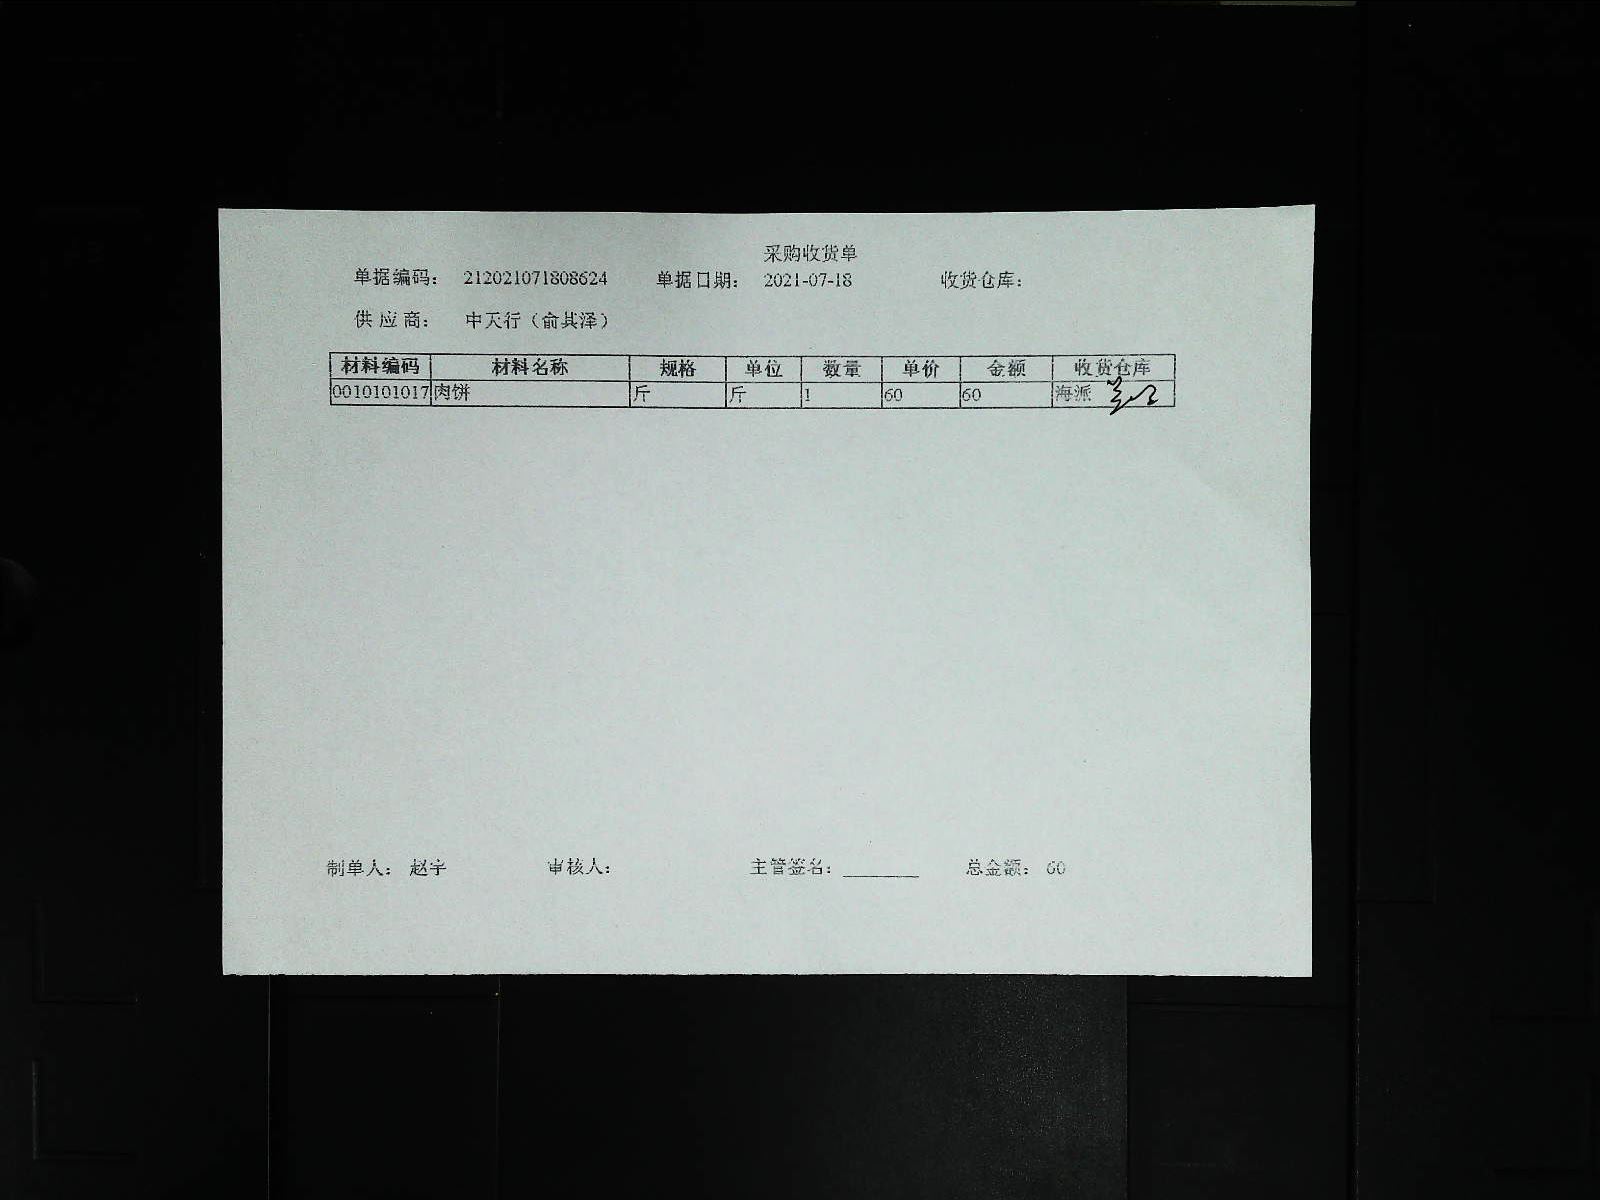 采购收货单
单据编码： 212021071808624 单据日期： 2021-07-18 收货仓库：
供 应 商： 中天行（俞其泽）
材料编码 材料名称 规格 单位 数量 单价 金额 收货仓库
0010101017 肉饼 斤 斤 1 60 60 海派
制单人： 赵宇 审核人： 主管签名： ________ 总金额： 60